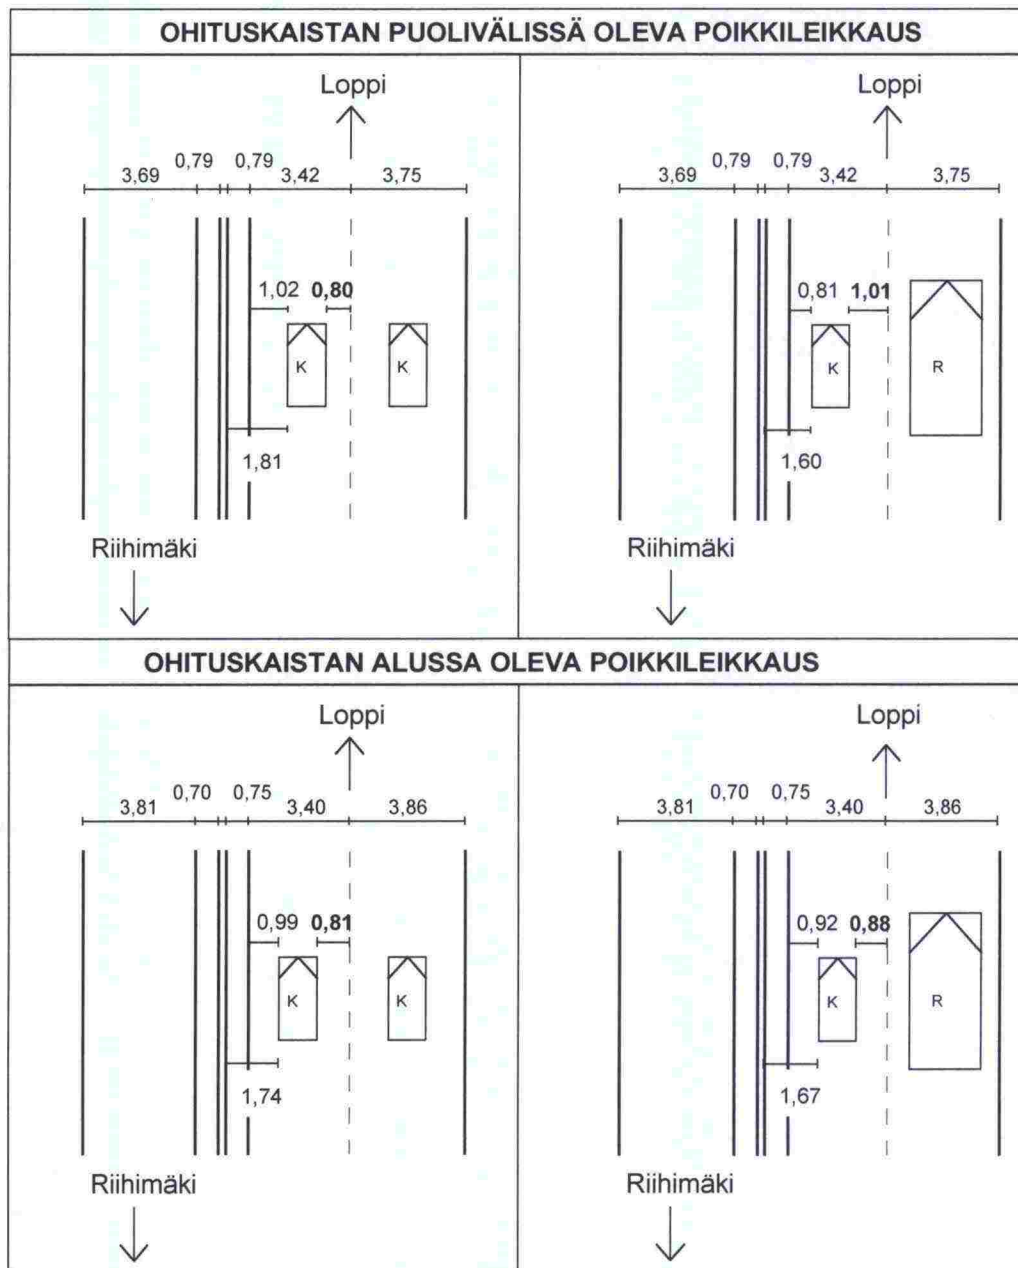 OHITUSKAISTAN PUOLIVÄLISSÄ OLEVA POIKKILEIKKAUS
Loppi
3,69 0,79 0,79 3,42 3,75
1,02 0,80
K K
1,81
Riihimäki
Loppi
3,69 0,79 0,79 3,42 3,75
0,81 1,01
K R
1,60
Riihimäki
OHITUSKAISTAN ALUSSA OLEVA POIKKILEIKKAUS
Loppi
3,81 0,70 0,75 3,40 3,86
0,99 0,81
K K
1,74
Riihimäki
Loppi
3,81 0,70 0,75 3,40 3,86
0,92 0,88
K R
1,67
Riihimäki